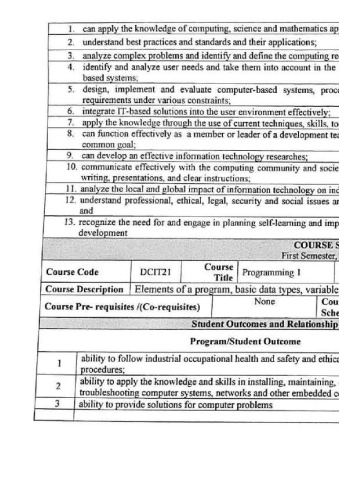 1. can apply the knowledge of computing, science and mathematics ap
2. understand best practices and standards and their applications;
3. analyze complex problems and identify and define the computing re
4. identify and analyze user needs and take them into account in the
based systems;
5. design, implement and evaluate computer-based systems, proc
requirements under various constraints;
6. integrate IT-based solutions into the user environment effectively;
7. apply the knowledge through the use of current techniques, skills, to
8. can function effectively as a member or leader of a development te
common goal;
9. can develop an effective information technology researches;
10. communicate effectively with the computing community and socie
writing, presentations, and clear instructions;
11. analyze the local and global impact of information technology on ind
12. understand professional, ethical, legal, security and social issues a
and
13. recognize the need for and engage in planning self-learning and imp
development
COURSE S
First Semester,
Course Code DCIT21 Course Title Programming 1
Course Description Elements of a program, basic data types, variable
Course Pre- requisites /(Co-requisites) None Cou
Sche
Student Outcomes and Relationship
Program/Student Outcome
1 ability to follow industrial occupational health and safety and ethica
procedures;
2 ability to apply the knowledge and skills in installing, maintaining,
troubleshooting computer systems, networks and other embedded c
3 ability to provide solutions for computer problems